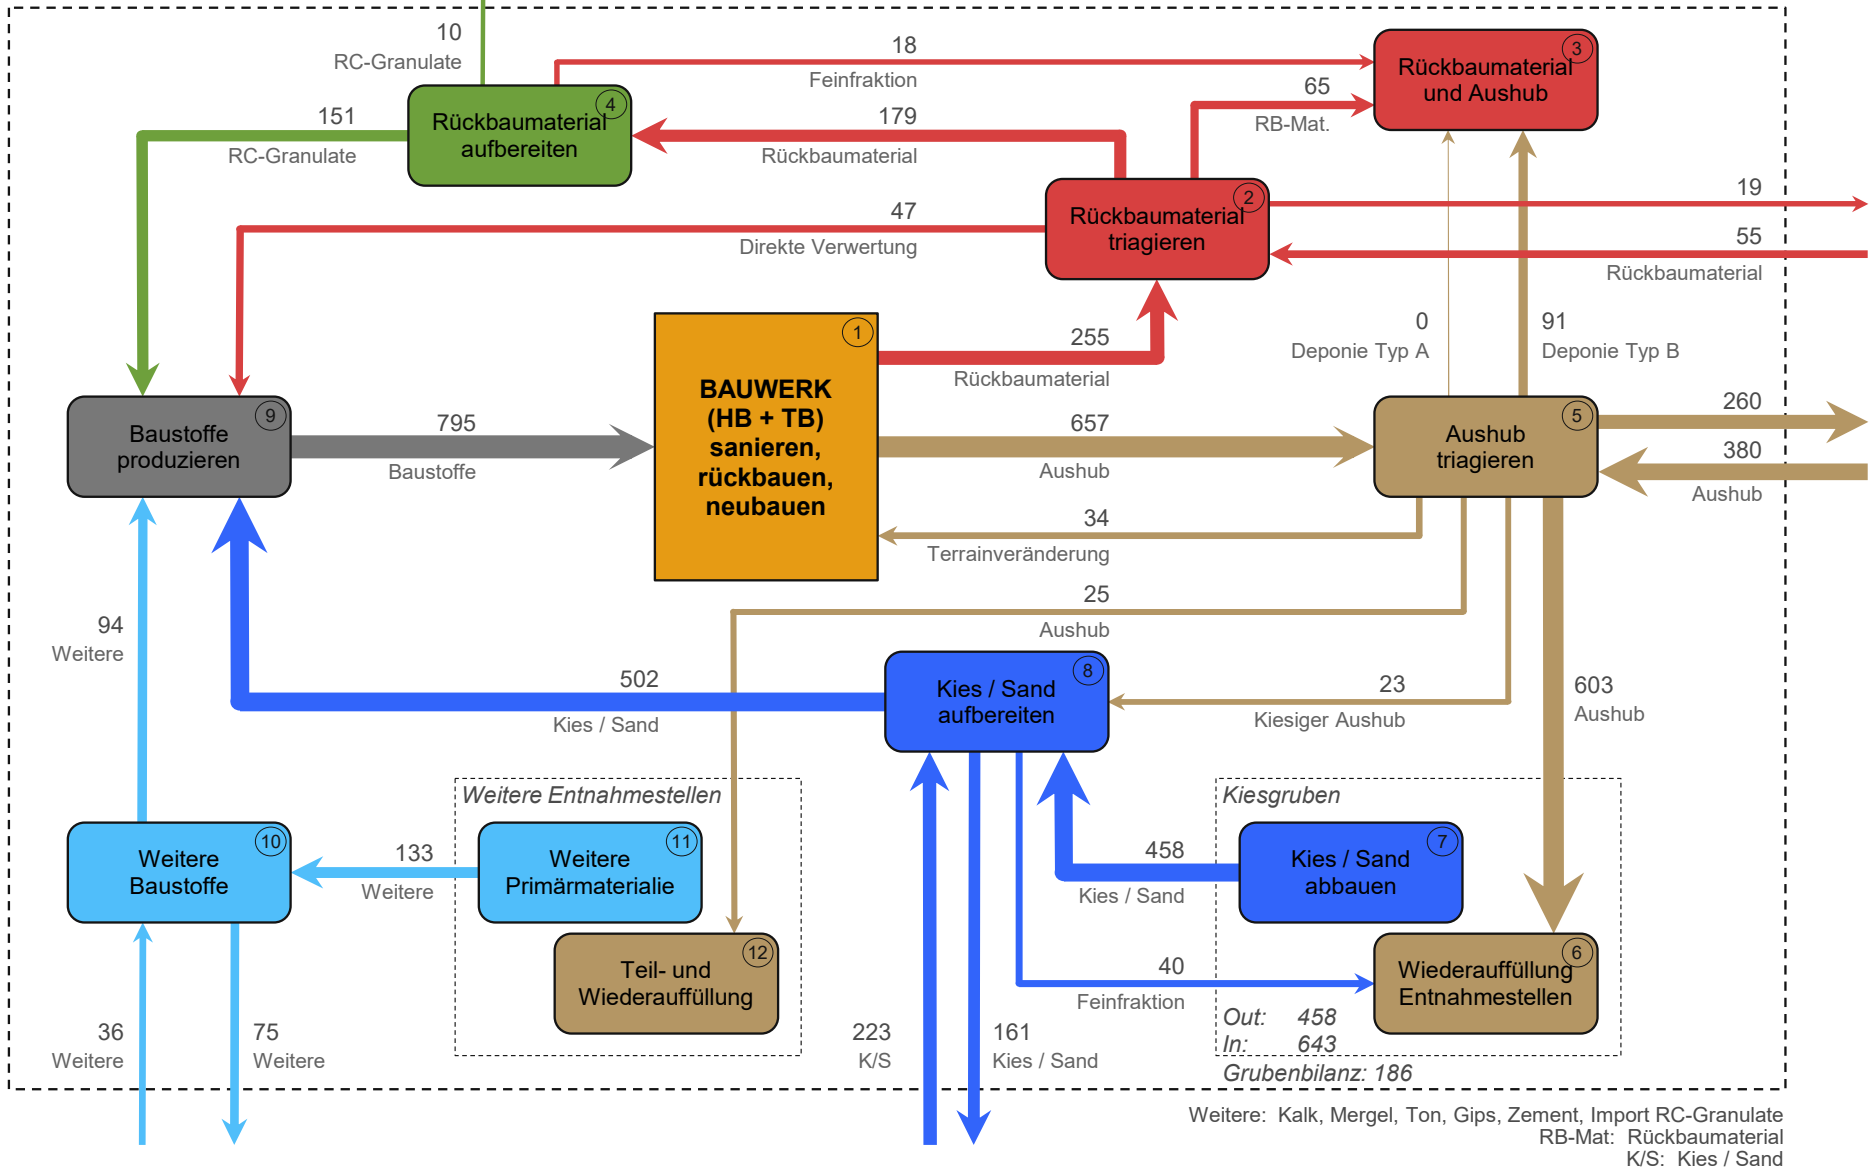 10
RC-Granulate
18
Feinfraktion
3
Rückbaumaterial
und Aushub
4
Rückbaumaterial
aufbereiten
151
RC-Granulate
179
Rückbaumaterial
65
RB-Mat.
2
Rückbaumaterial
triagieren
19
55
Rückbaumaterial
47
Direkte Verwertung
0
Deponie Typ A
91
Deponie Typ B
1
BAUWERK
(HB + TB)
sanieren,
rückbauen,
neubauen
255
Rückbaumaterial
9
Baustoffe
produzieren
795
Baustoffe
657
Aushub
5
Aushub
triagieren
260
380
Aushub
34
Terrainveränderung
25
Aushub
94
Weitere
502
Kies / Sand
8
Kies / Sand
aufbereiten
23
Kiesiger Aushub
603
Aushub
Weitere Entnahmestellen
Kiesgruben
10
Weitere
Baustoffe
133
Weitere
11
Weitere
Primärmaterialie
458
Kies / Sand
7
Kies / Sand
abbauen
12
Teil- und
Wiederauffüllung
40
Feinfraktion
6
Wiederauffüllung
Entnahmestellen
36
Weitere
75
Weitere
223
K/S
161
Kies / Sand
Out: 458
In: 643
Grubenbilanz: 186
Weitere: Kalk, Mergel, Ton, Gips, Zement, Import RC-Granulate
RB-Mat: Rückbaumaterial
K/S: Kies / Sand